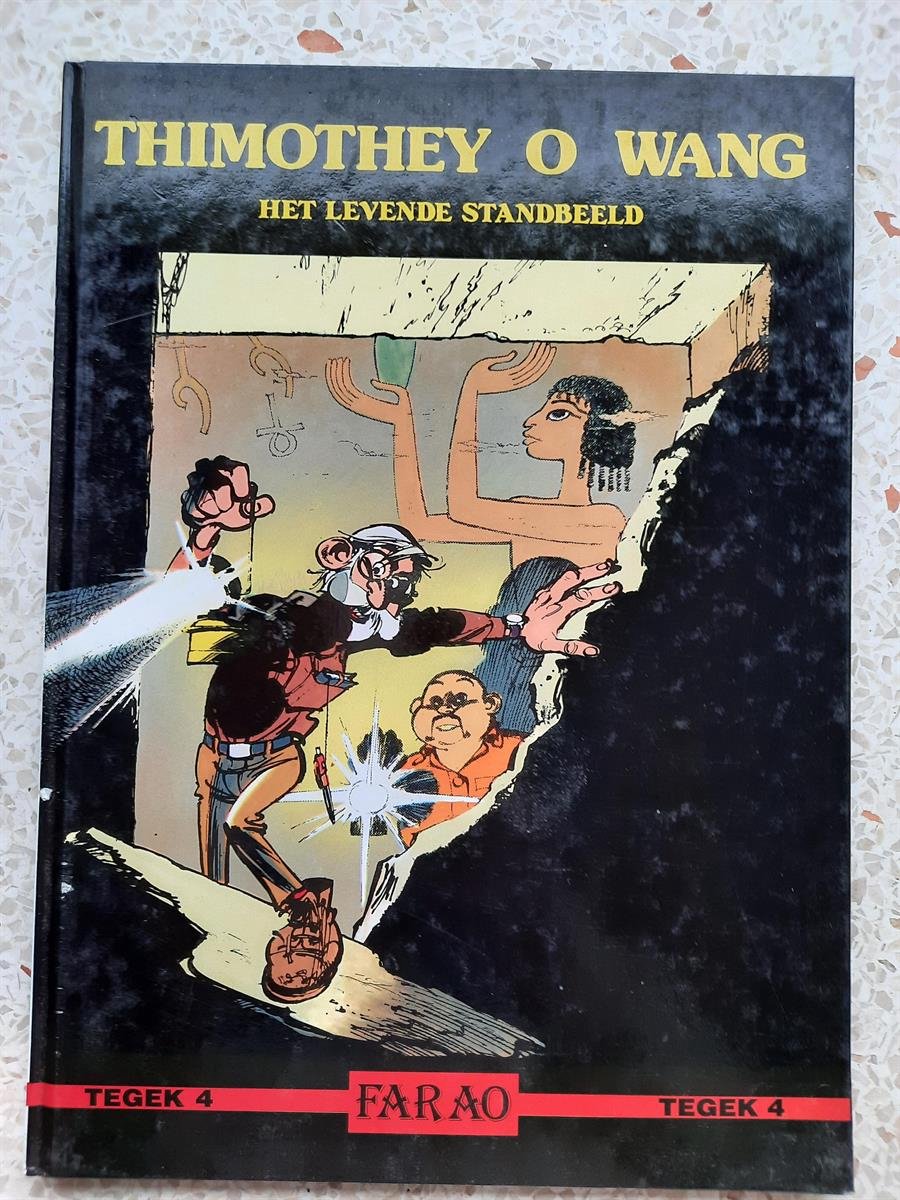 THIMOTHEY O WANG
HET LEVENDE STANDBEELD
TEGEK 4
FARAO
TEGEK 4